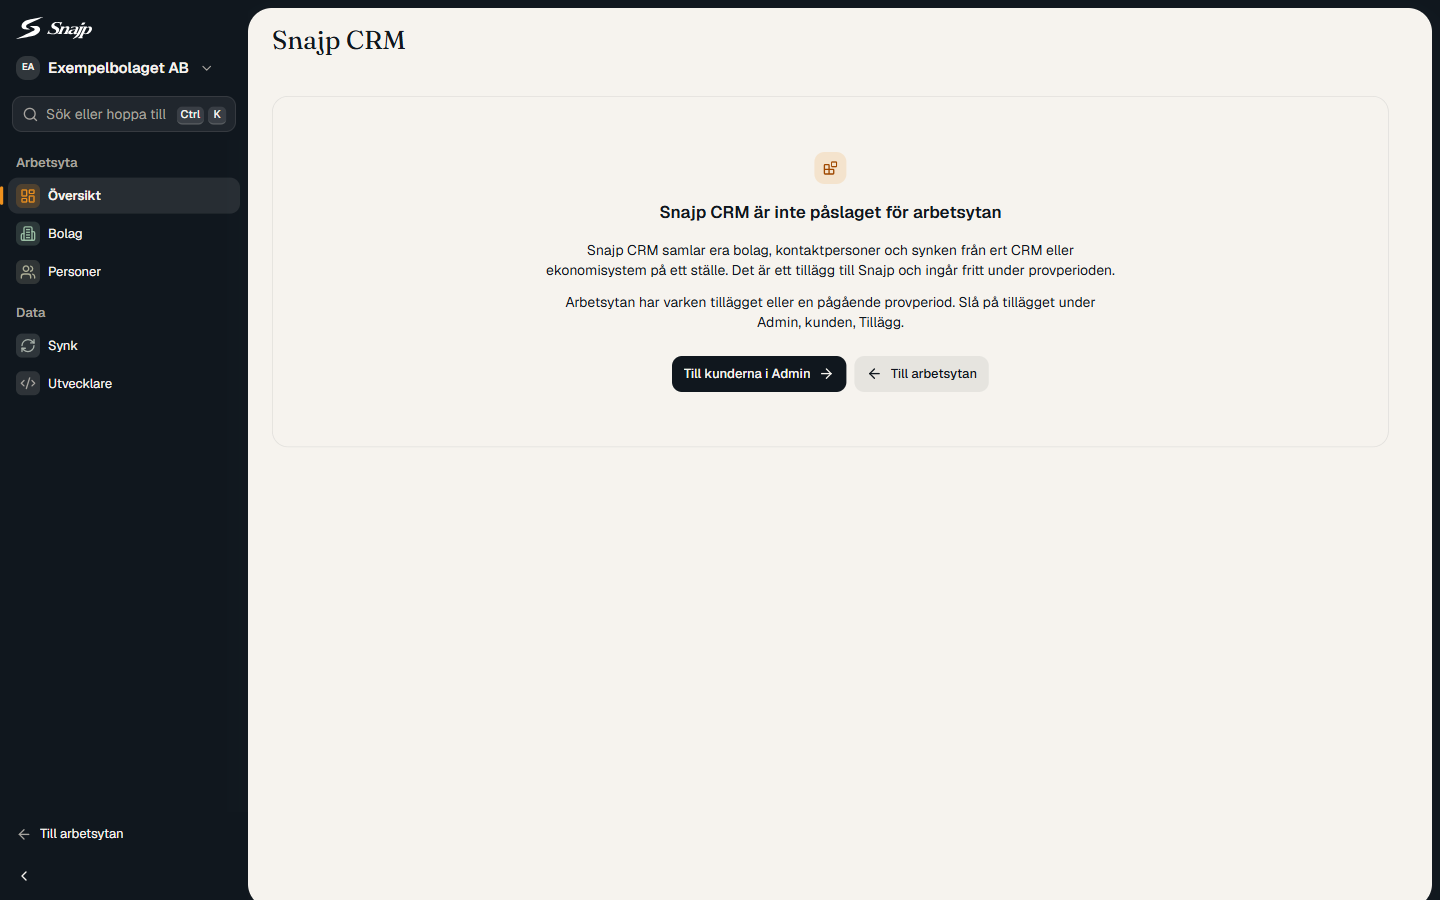 Snajp
EA Exempelbolaget AB
Sök eller hoppa till Ctrl K
Arbetsyta
Översikt
Bolag
Personer
Data
Synk
Utvecklare
Till arbetsytan
Snajp CRM
Snajp CRM är inte påslaget för arbetsytan
Snajp CRM samlar era bolag, kontaktpersoner och synken från ert CRM eller
ekonomisystem på ett ställe. Det är ett tillägg till Snajp och ingår fritt under provperioden.
Arbetsytan har varken tillägget eller en pågående provperiod. Slå på tillägget under
Admin, kunden, Tillägg.
Till kunderna i Admin
Till arbetsytan